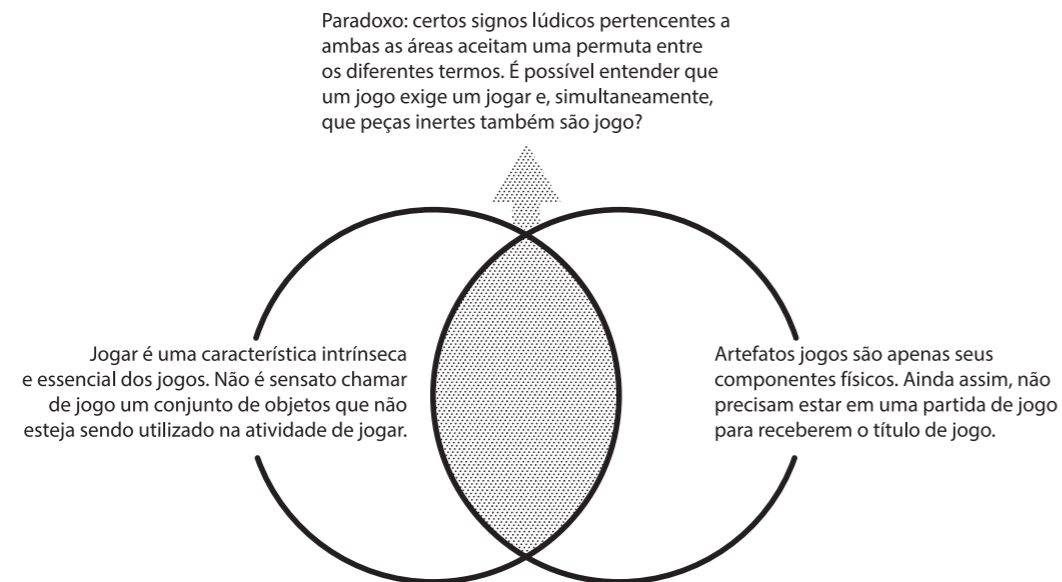 Paradoxo: certos signos lúdicos pertencentes a
ambas as áreas aceitam uma permuta entre
os diferentes termos. É possível entender que
um jogo exige um jogar e, simultaneamente,
que peças inertes também são jogo?
Jogar é uma característica intrínseca
e essencial dos jogos. Não é sensato chamar
de jogo um conjunto de objetos que não
esteja sendo utilizado na atividade de jogar.
Artefatos jogos são apenas seus
componentes físicos. Ainda assim, não
precisam estar em uma partida de jogo
para receberem o título de jogo.